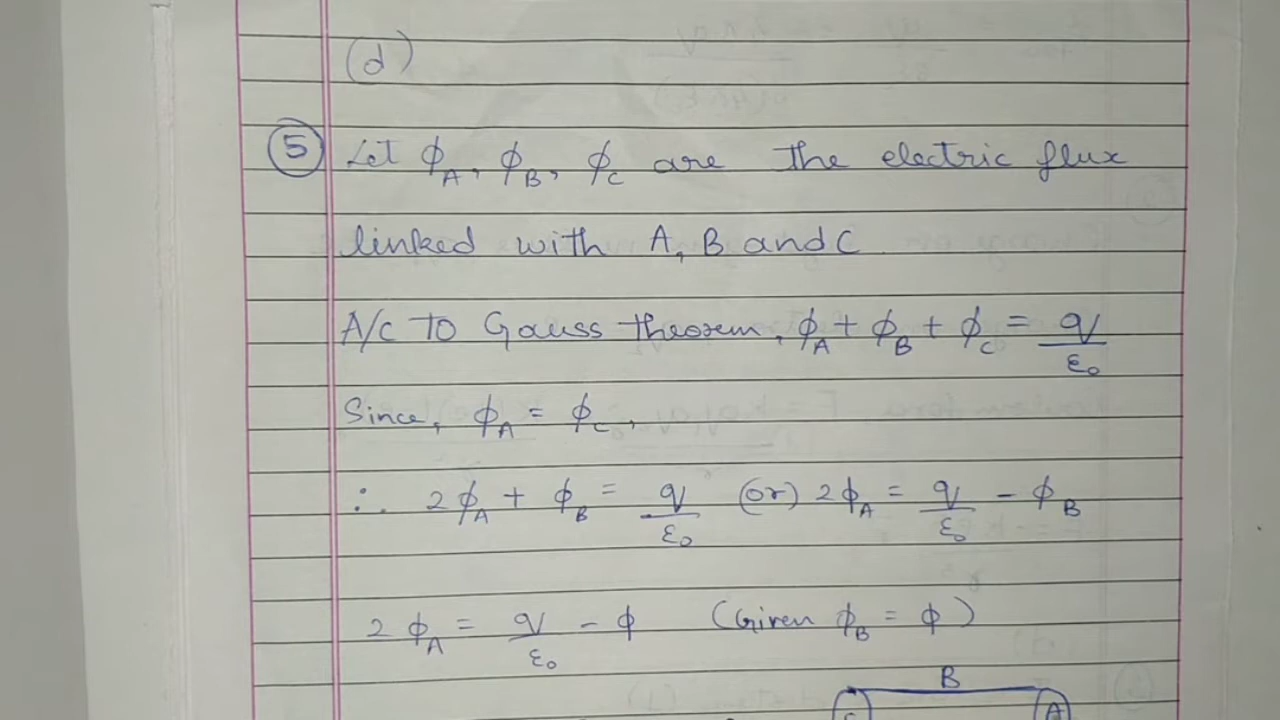 (d)
5 Let ϕA, ϕB, ϕC are the electric flux
linked with A, B and C
A/C TO Gauss theorem, ϕA + ϕB + ϕC = q/ε0
Since, ϕA = ϕC,
∴ 2ϕA + ϕB = q/ε0 (or) 2ϕA = q/ε0 - ϕB
2ϕA = q/ε0 - ϕ (Given ϕB = ϕ)
B
C A